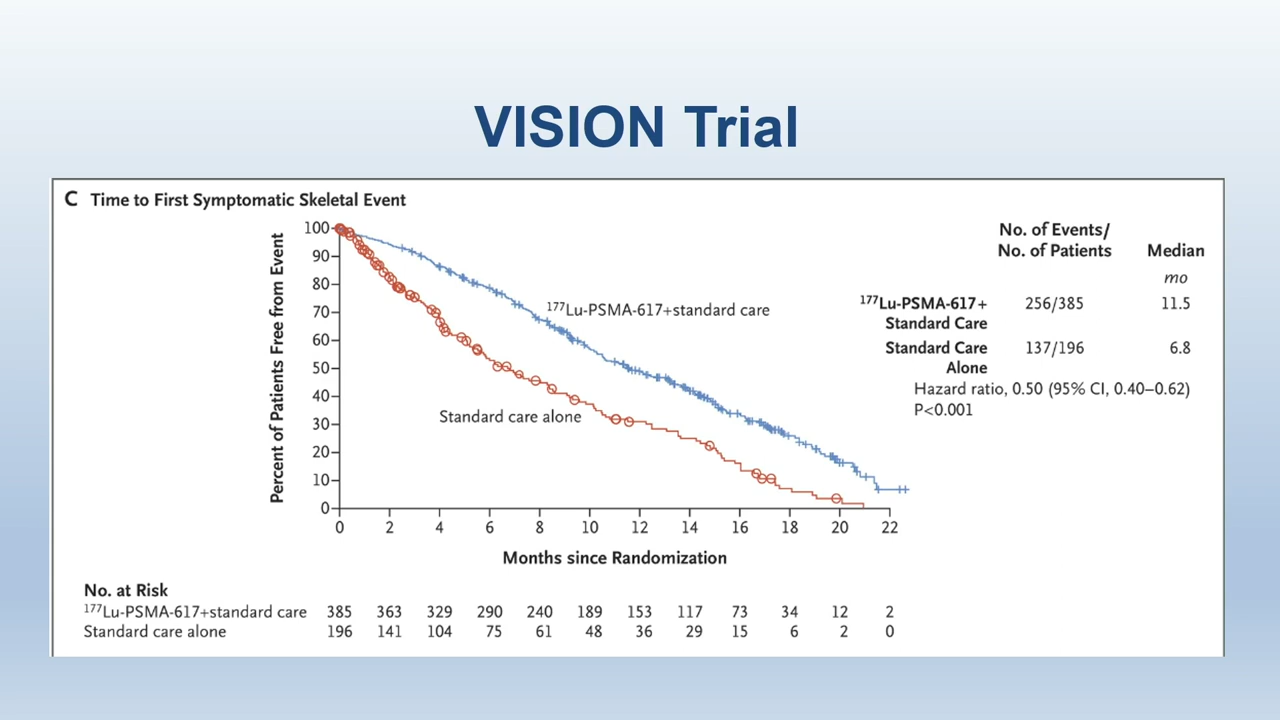 VISION Trial
C Time to First Symptomatic Skeletal Event
Percent of Patients Free from Event
100
90
80
70
60
50
40
30
20
10
0
0 2 4 6 8 10 12 14 16 18 20 22
Months since Randomization
¹⁷⁷Lu-PSMA-617+standard care
Standard care alone
No. of Events/
No. of Patients Median
mo
¹⁷⁷Lu-PSMA-617+ 256/385 11.5
Standard Care
Standard Care 137/196 6.8
Alone
Hazard ratio, 0.50 (95% CI, 0.40–0.62)
P<0.001
No. at Risk
¹⁷⁷Lu-PSMA-617+standard care 385 363 329 290 240 189 153 117 73 34 12 2
Standard care alone 196 141 104 75 61 48 36 29 15 6 2 0